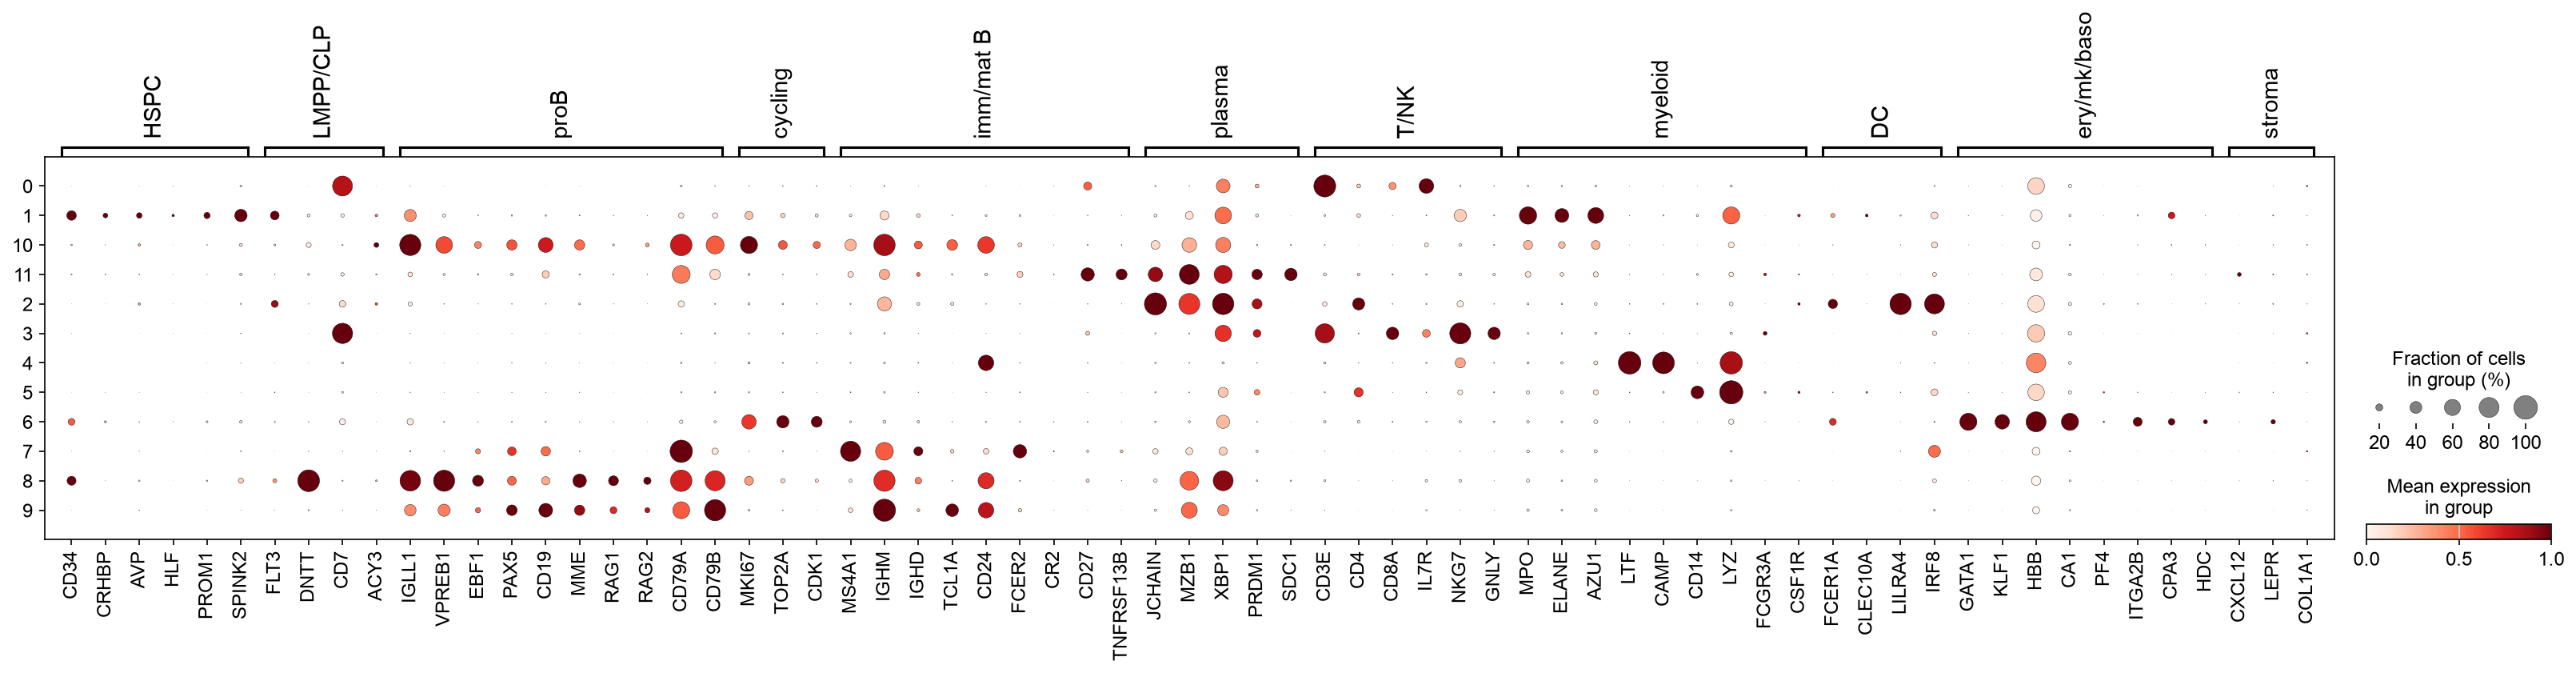 HSPC
LMPP/CLP
proB
cycling
imm/mat B
plasma
T/NK
myeloid
DC
ery/mk/baso
stroma
0
1
10
11
2
3
4
5
6
7
8
9
CD34
CRHBP
AVP
HLF
PROM1
SPINK2
FLT3
DNTT
CD7
ACY3
IGLL1
VPREB1
EBF1
PAX5
CD19
MME
RAG1
RAG2
CD79A
CD79B
MKI67
TOP2A
CDK1
MS4A1
IGHM
IGHD
TCL1A
CD24
FCER2
CR2
CD27
TNFRSF13B
JCHAIN
MZB1
XBP1
PRDM1
SDC1
CD3E
CD4
CD8A
IL7R
NKG7
GNLY
MPO
ELANE
AZU1
LTF
CAMP
CD14
LYZ
FCGR3A
CSF1R
FCER1A
CLEC10A
LILRA4
IRF8
GATA1
KLF1
HBB
CA1
PF4
ITGA2B
CPA3
HDC
CXCL12
LEPR
COL1A1
Fraction of cells
in group (%)
20 40 60 80 100
Mean expression
in group
0.0 0.5 1.0